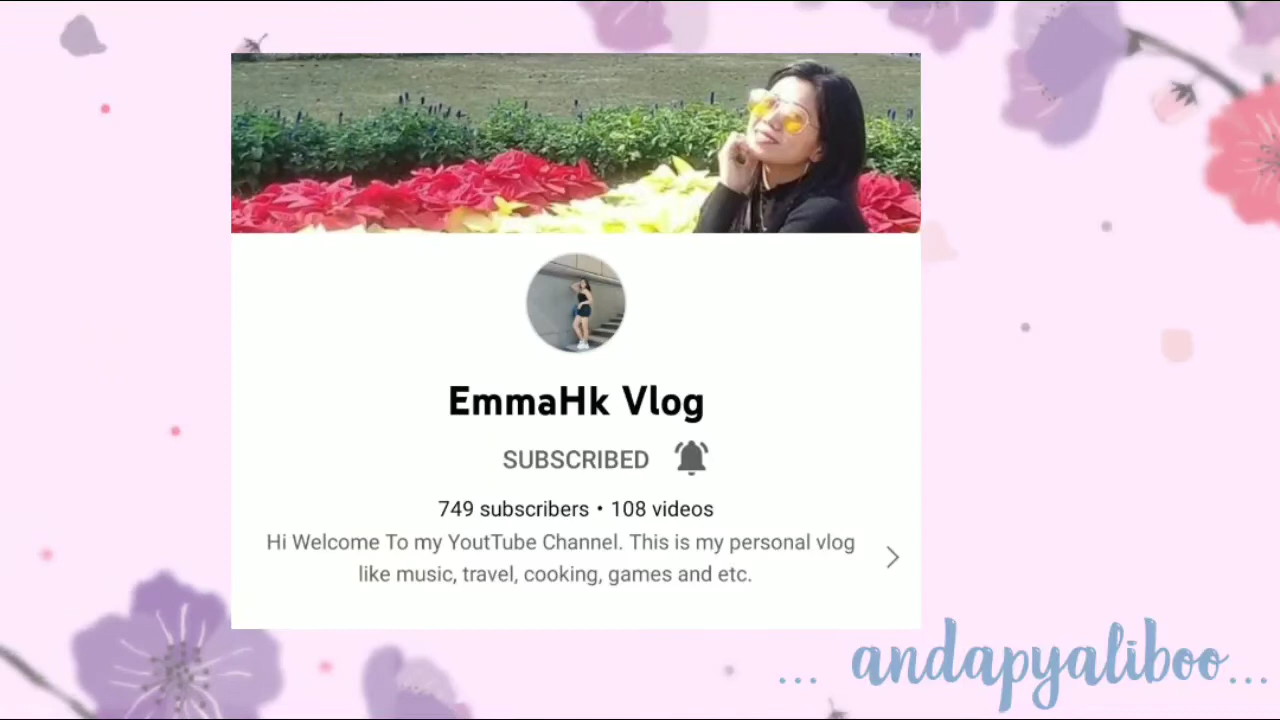 EmmaHk Vlog
SUBSCRIBED
749 subscribers • 108 videos
Hi Welcome To my YoutTube Channel. This is my personal vlog
like music, travel, cooking, games and etc.
... andapyaliboo...